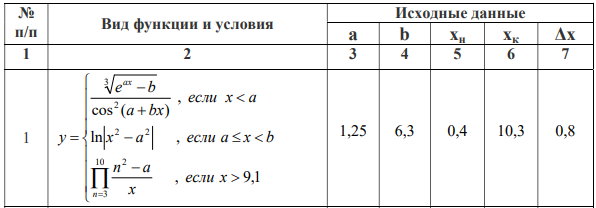 № п/п Вид функции и условия Исходные данные
a b xн xк Δx
1 2 3 4 5 6 7
1 y = { ∛(e^{ax} − b) / cos²(a + bx) , если x < a 1,25 6,3 0,4 10,3 0,8
ln|x² − a²| , если a ≤ x < b
∏_{n=3}^{10} (n² − a) / x , если x > 9,1